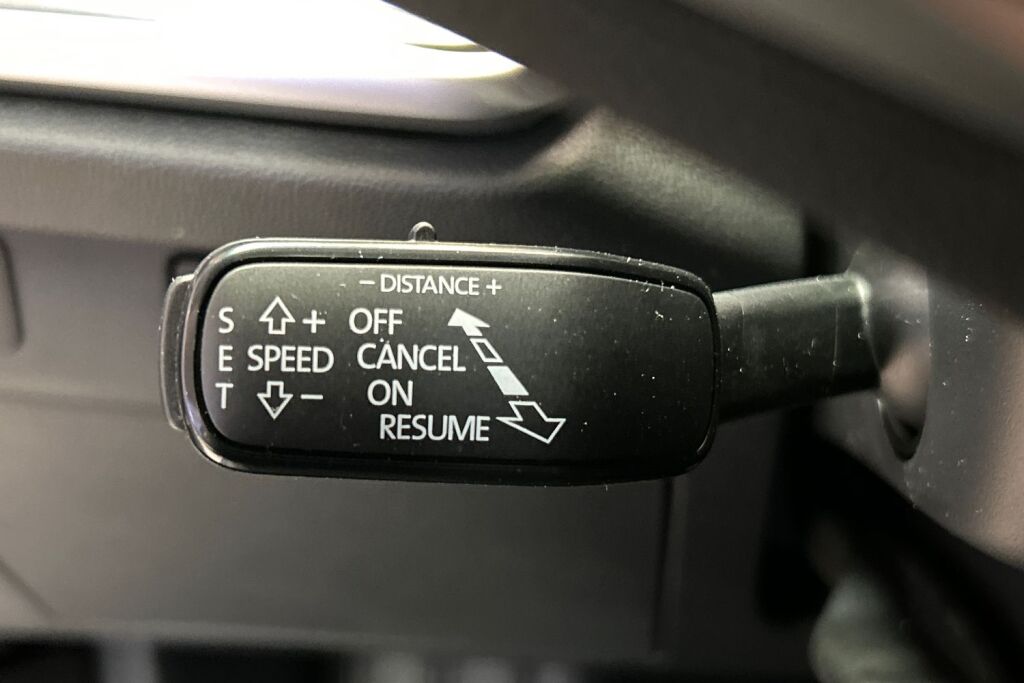 − DISTANCE +
S + OFF
E SPEED CANCEL
T − ON
RESUME